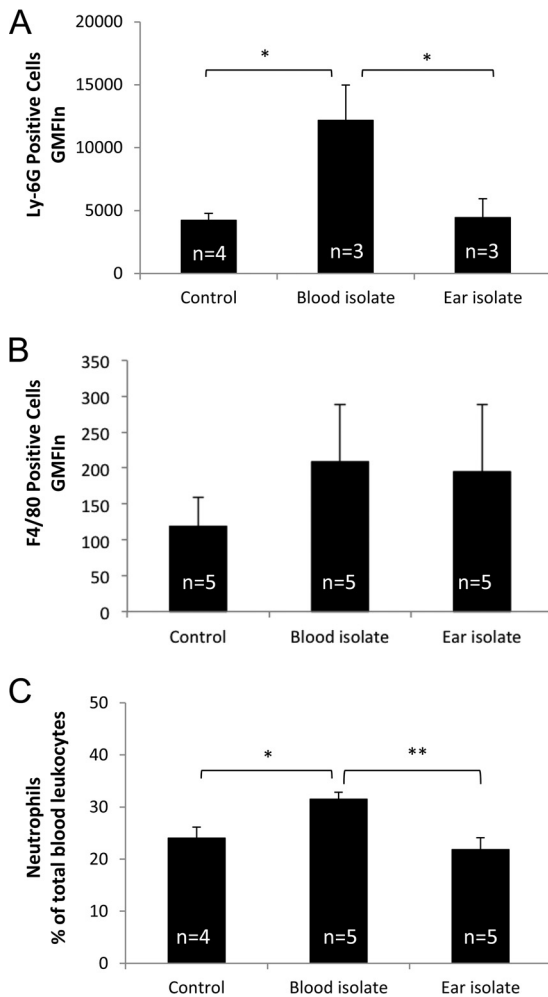 A
Ly-6G Positive Cells
GMFIn
20000
15000
10000
5000
0
*
*
n=4
n=3
n=3
Control
Blood isolate
Ear isolate
B
F4/80 Positive Cells
GMFIn
350
300
250
200
150
100
50
0
n=5
n=5
n=5
Control
Blood isolate
Ear isolate
C
Neutrophils
% of total blood leukocytes
50
40
30
20
10
0
*
**
n=4
n=5
n=5
Control
Blood isolate
Ear isolate